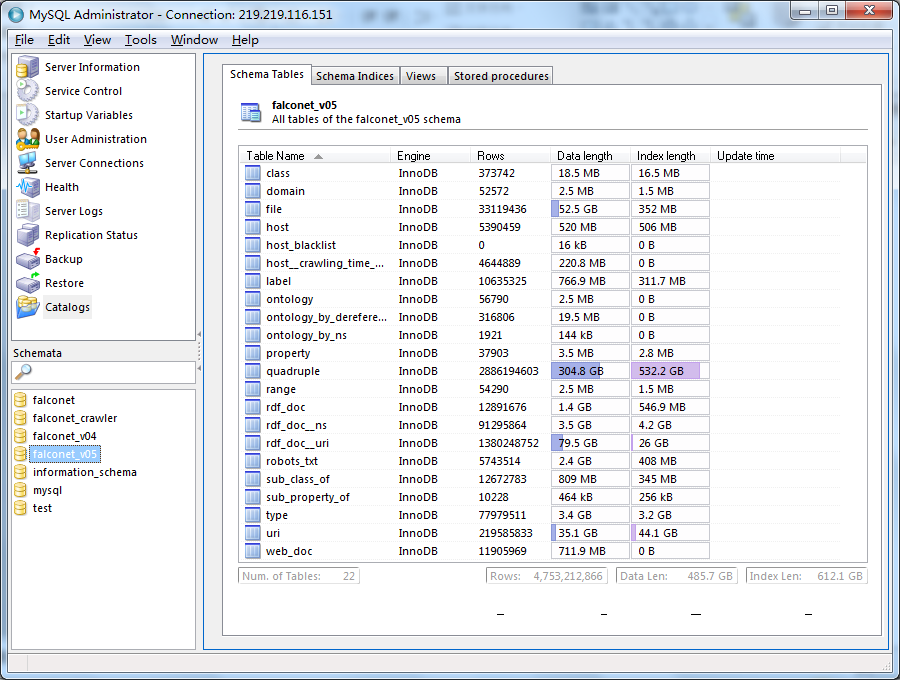 MySQL Administrator - Connection: 219.219.116.151
File Edit View Tools Window Help
Server Information
Service Control
Startup Variables
User Administration
Server Connections
Health
Server Logs
Replication Status
Backup
Restore
Catalogs
Schemata
falconet
falconet_crawler
falconet_v04
falconet_v05
information_schema
mysql
test
Schema Tables Schema Indices Views Stored procedures
falconet_v05
All tables of the falconet_v05 schema
Table Name Engine Rows Data length Index length Update time
class InnoDB 373742 18.5 MB 16.5 MB
domain InnoDB 52572 2.5 MB 1.5 MB
file InnoDB 33119436 52.5 GB 352 MB
host InnoDB 5390459 520 MB 506 MB
host_blacklist InnoDB 0 16 kB 0 B
host__crawling_time_... InnoDB 4644889 220.8 MB 0 B
label InnoDB 10635325 766.9 MB 311.7 MB
ontology InnoDB 56790 2.5 MB 0 B
ontology_by_derefere... InnoDB 316806 19.5 MB 0 B
ontology_by_ns InnoDB 1921 144 kB 0 B
property InnoDB 37903 3.5 MB 2.8 MB
quadruple InnoDB 2886194603 304.8 GB 532.2 GB
range InnoDB 54290 2.5 MB 1.5 MB
rdf_doc InnoDB 12891676 1.4 GB 546.9 MB
rdf_doc__ns InnoDB 91295864 3.5 GB 4.2 GB
rdf_doc__uri InnoDB 1380248752 79.5 GB 26 GB
robots_txt InnoDB 5743514 2.4 GB 408 MB
sub_class_of InnoDB 12672783 809 MB 345 MB
sub_property_of InnoDB 10228 464 kB 256 kB
type InnoDB 77979511 3.4 GB 3.2 GB
uri InnoDB 219585833 35.1 GB 44.1 GB
web_doc InnoDB 11905969 711.9 MB 0 B
Num. of Tables: 22 Rows: 4,753,212,866 Data Len: 485.7 GB Index Len: 612.1 GB